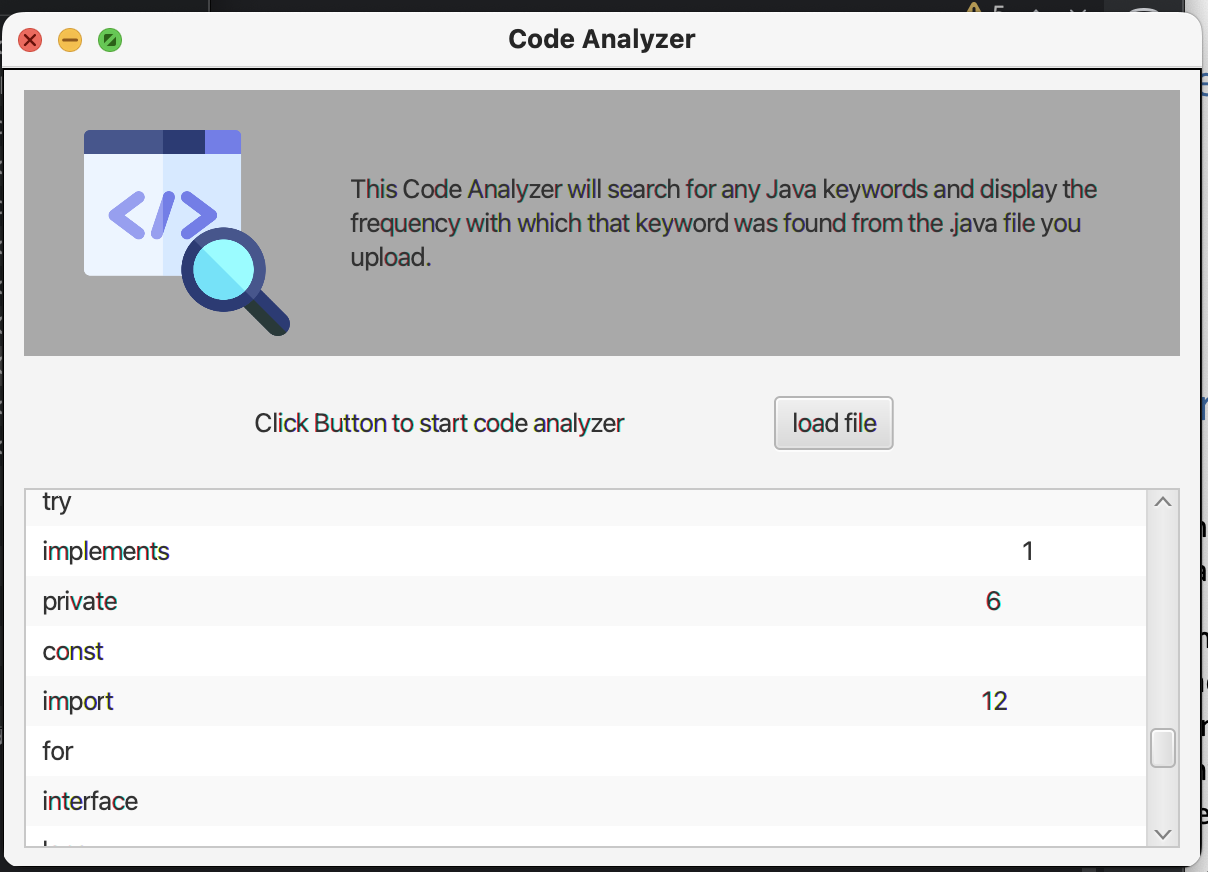 Code Analyzer
</>
This Code Analyzer will search for any Java keywords and display the
frequency with which that keyword was found from the .java file you
upload.
Click Button to start code analyzer load file
try
implements 1
private 6
const
import 12
for
interface